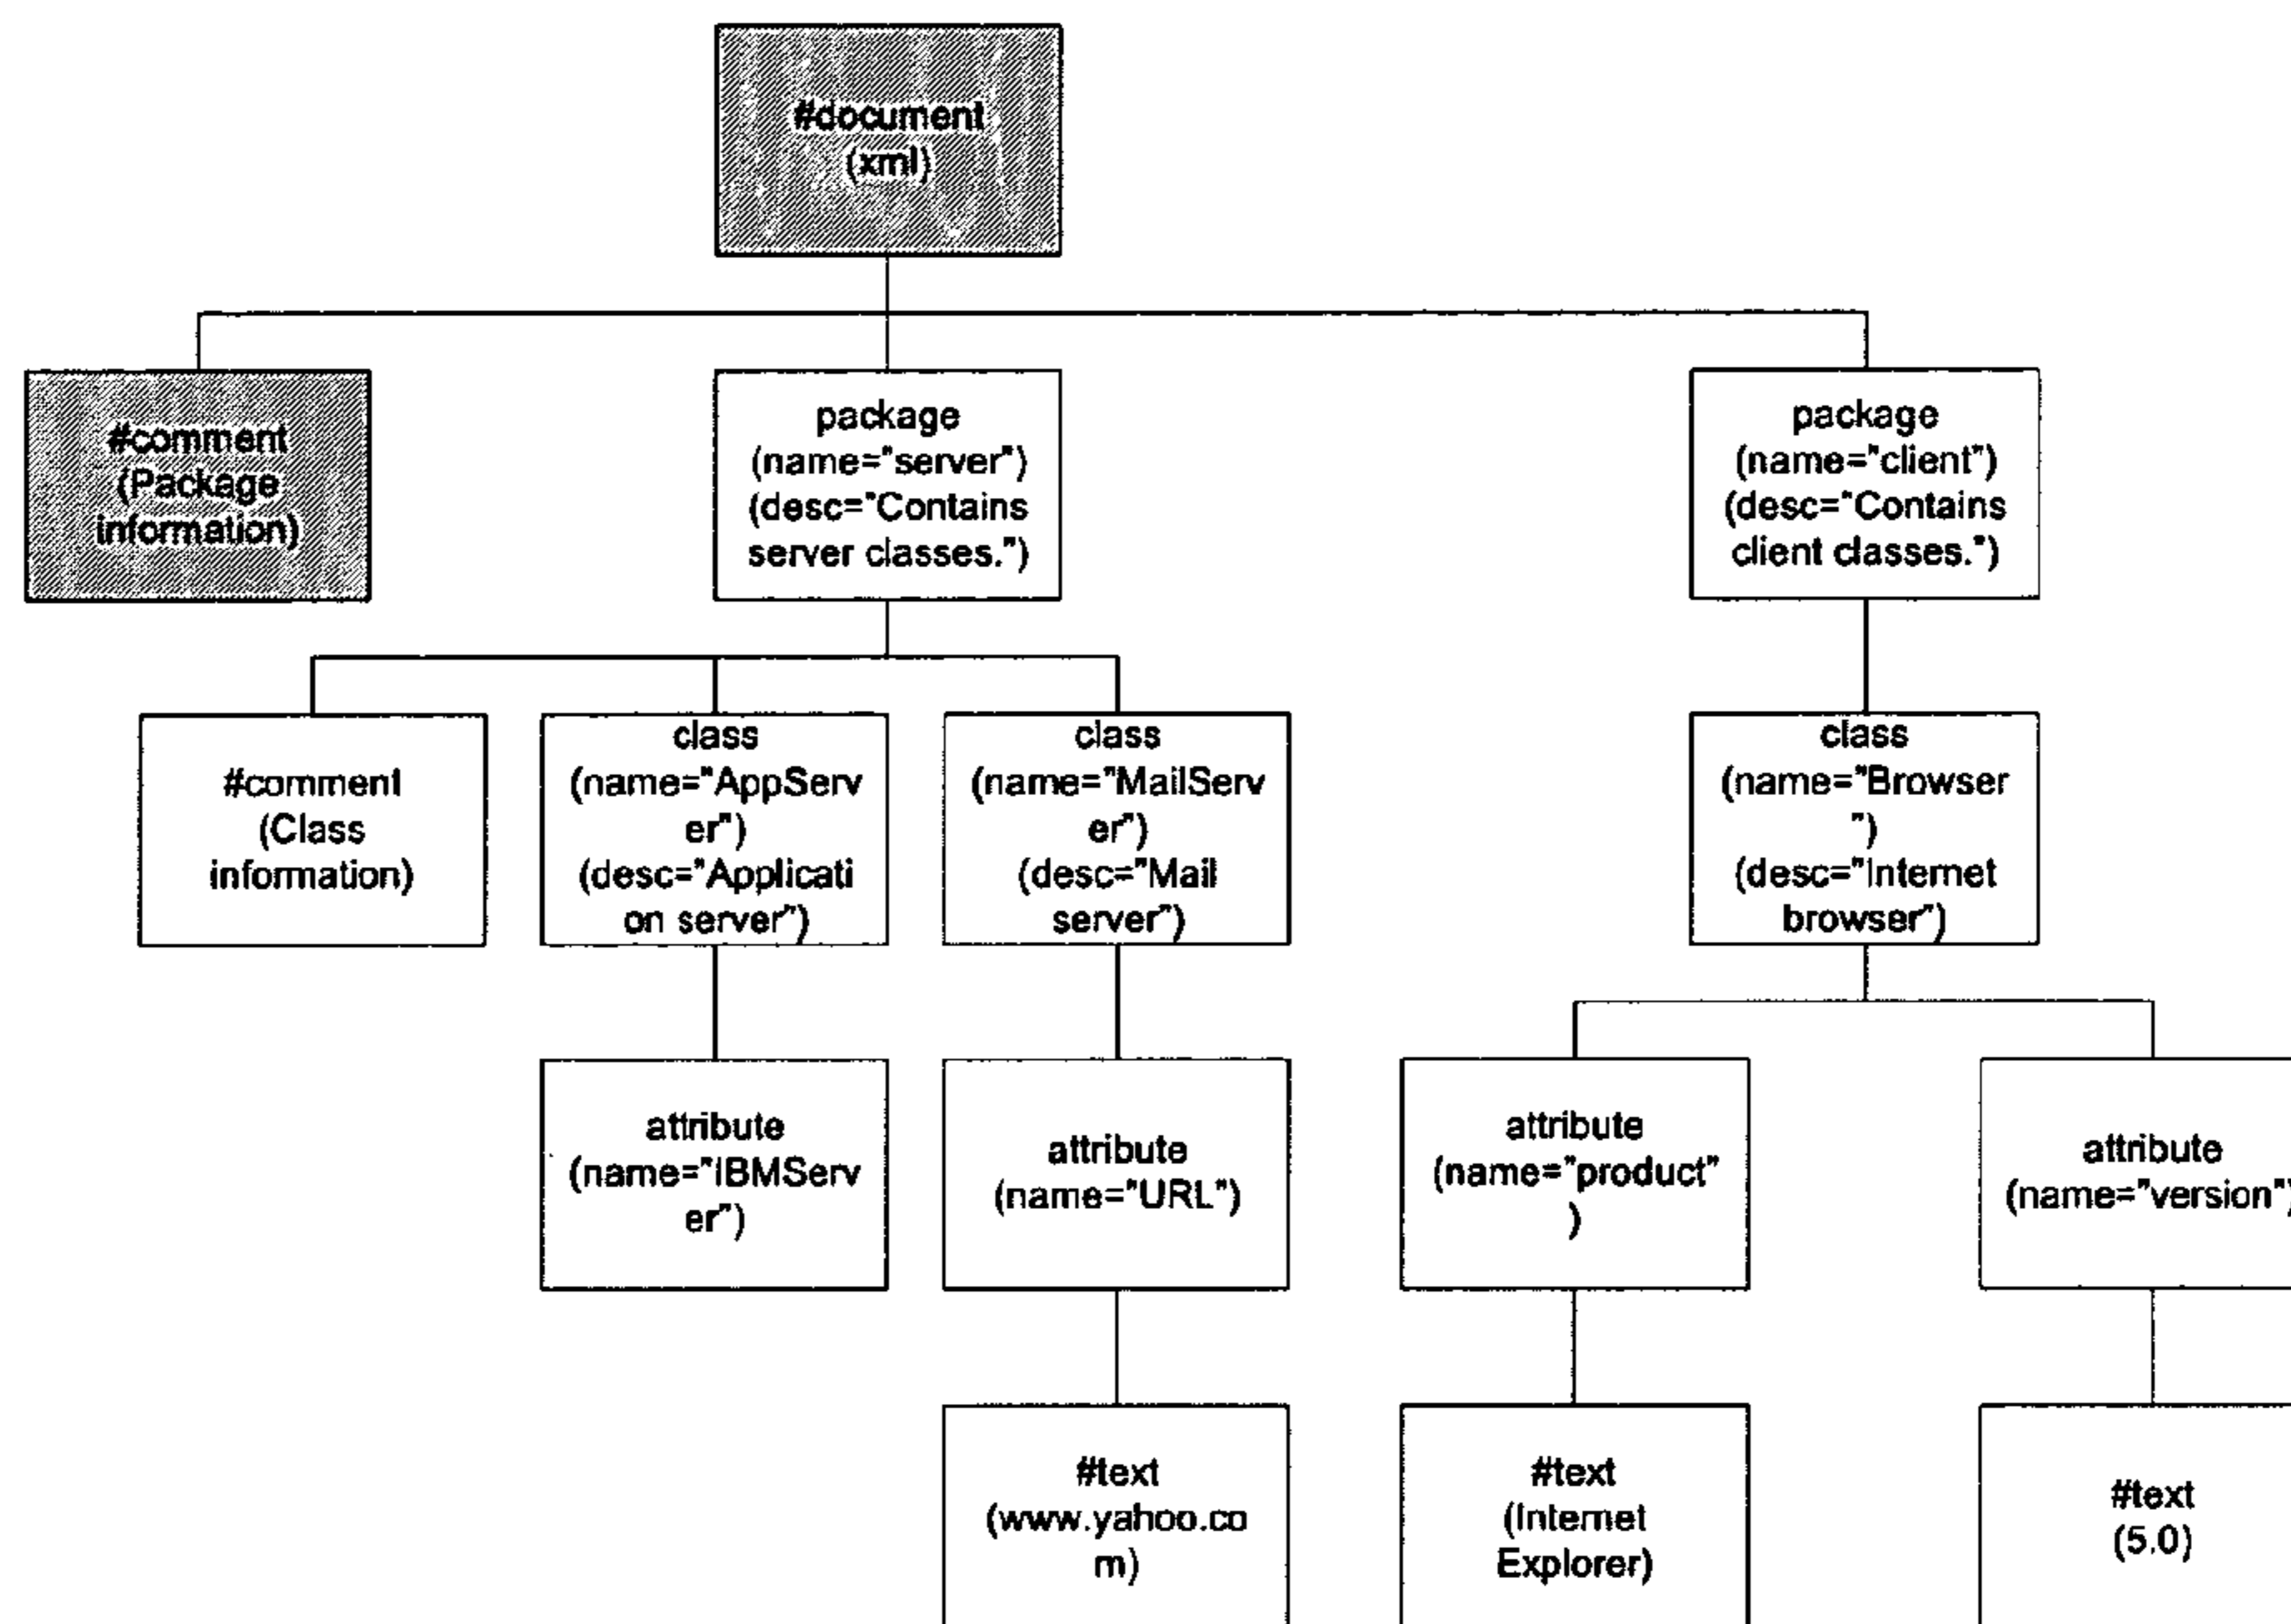 #document
(xml)
#comment
(Package
information)
package
(name="server")
(desc="Contains
server classes.")
package
(name="client")
(desc="Contains
client classes.")
#comment
(Class
information)
class
(name="AppServ
er")
(desc="Applicati
on server")
class
(name="MailServ
er")
(desc="Mail
server")
class
(name="Browser
")
(desc="Internet
browser")
attribute
(name="IBMServ
er")
attribute
(name="URL")
attribute
(name="product"
)
attribute
(name="version")
#text
(www.yahoo.co
m)
#text
(Internet
Explorer)
#text
(5.0)